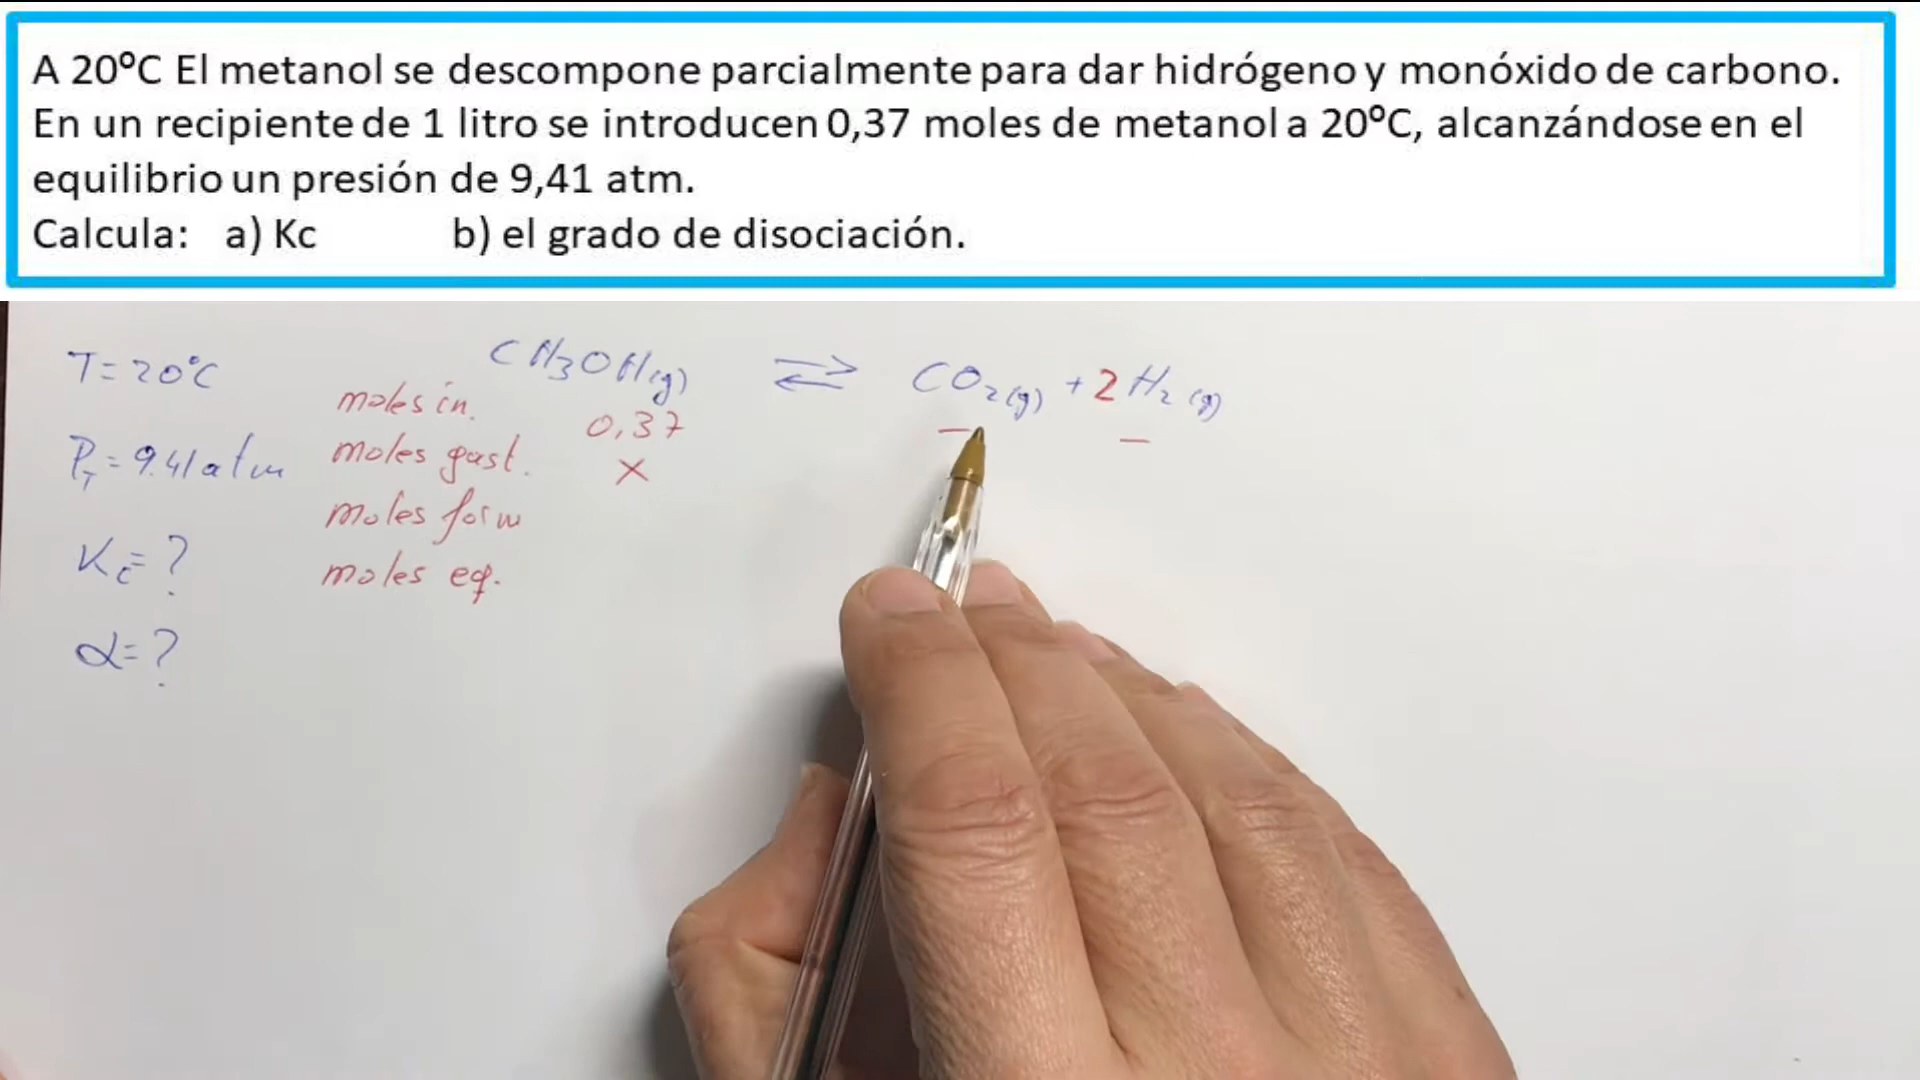 A 20ºC El metanol se descompone parcialmente para dar hidrógeno y monóxido de carbono.
En un recipiente de 1 litro se introducen 0,37 moles de metanol a 20ºC, alcanzándose en el
equilibrio un presión de 9,41 atm.
Calcula: a) Kc b) el grado de disociación.
T=20°C
CH3OH(g) ⇌ CO2(g) + 2H2(g)
moles in. 0,37 — —
PT = 9.41 atm
moles gast. X
moles form
Kc = ?
moles eq.
α = ?